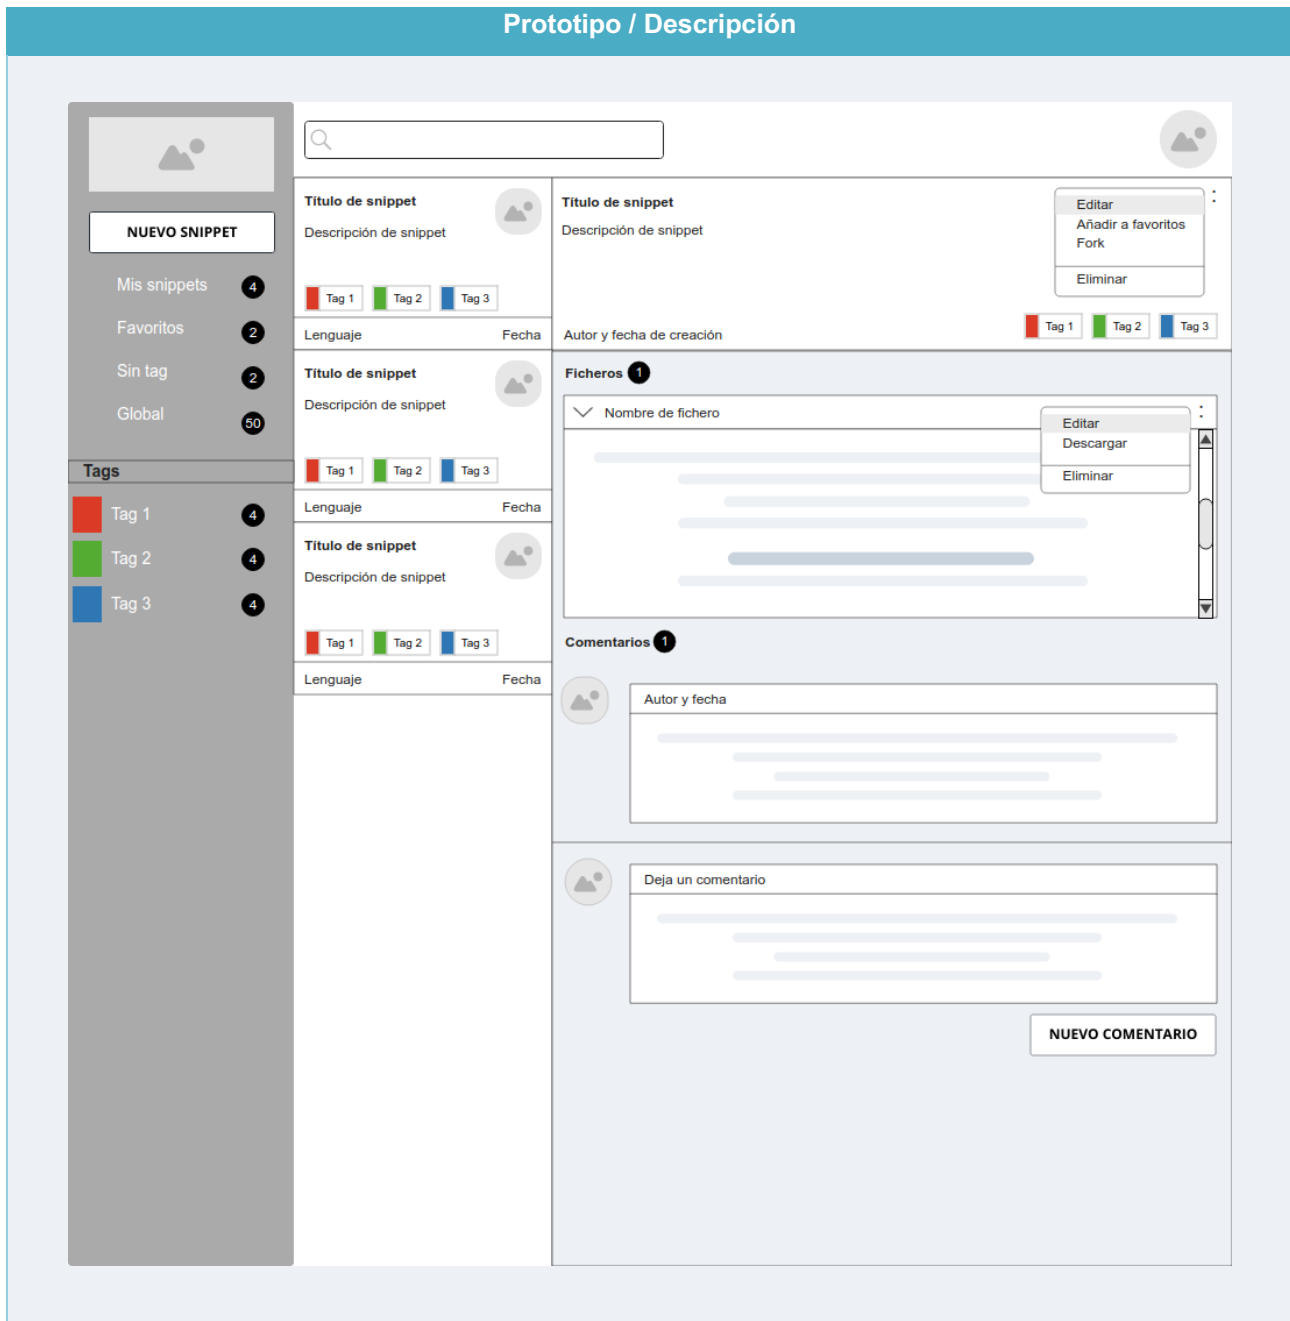 Prototipo / Descripción
NUEVO SNIPPET
Mis snippets 4
Favoritos 2
Sin tag 2
Global 50
Tags
Tag 1 4
Tag 2 4
Tag 3 4
Título de snippet
Descripción de snippet
Tag 1 Tag 2 Tag 3
Lenguaje Fecha
Título de snippet
Descripción de snippet
Tag 1 Tag 2 Tag 3
Lenguaje Fecha
Título de snippet
Descripción de snippet
Tag 1 Tag 2 Tag 3
Lenguaje Fecha
Título de snippet
Descripción de snippet
Editar
Añadir a favoritos
Fork
Eliminar
Autor y fecha de creación
Tag 1 Tag 2 Tag 3
Ficheros 1
Nombre de fichero
Editar
Descargar
Eliminar
Comentarios 1
Autor y fecha
Deja un comentario
NUEVO COMENTARIO